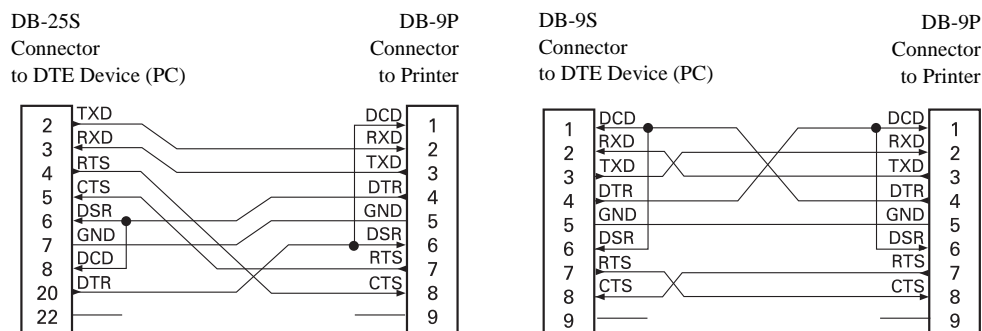 DB-25S
Connector
to DTE Device (PC)
DB-9P
Connector
to Printer
2 TXD DCD 1
3 RXD RXD 2
4 RTS TXD 3
5 CTS DTR 4
6 DSR GND 5
7 GND DSR 6
8 DCD RTS 7
20 DTR CTS 8
22 9
DB-9S
Connector
to DTE Device (PC)
DB-9P
Connector
to Printer
1 DCD DCD 1
2 RXD RXD 2
3 TXD TXD 3
4 DTR DTR 4
5 GND GND 5
6 DSR DSR 6
7 RTS RTS 7
8 CTS CTS 8
9 9